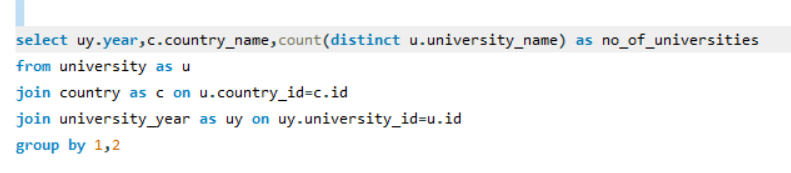 select uy.year,c.country_name,count(distinct u.university_name) as no_of_universities
from university as u
join country as c on u.country_id=c.id
join university_year as uy on uy.university_id=u.id
group by 1,2